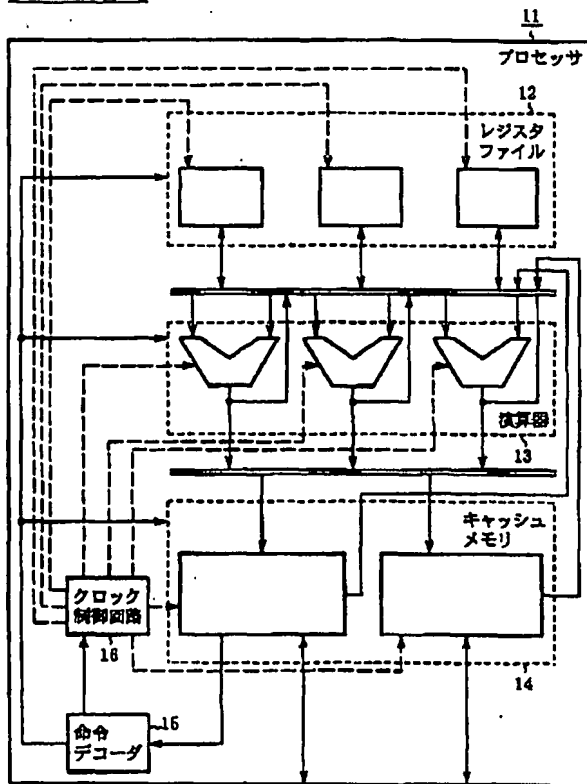 11
プロセッサ
12
レジスタ
ファイル
演算器
13
キャッシュ
メモリ
クロック
制御回路
16
14
15
命令
デコーダ